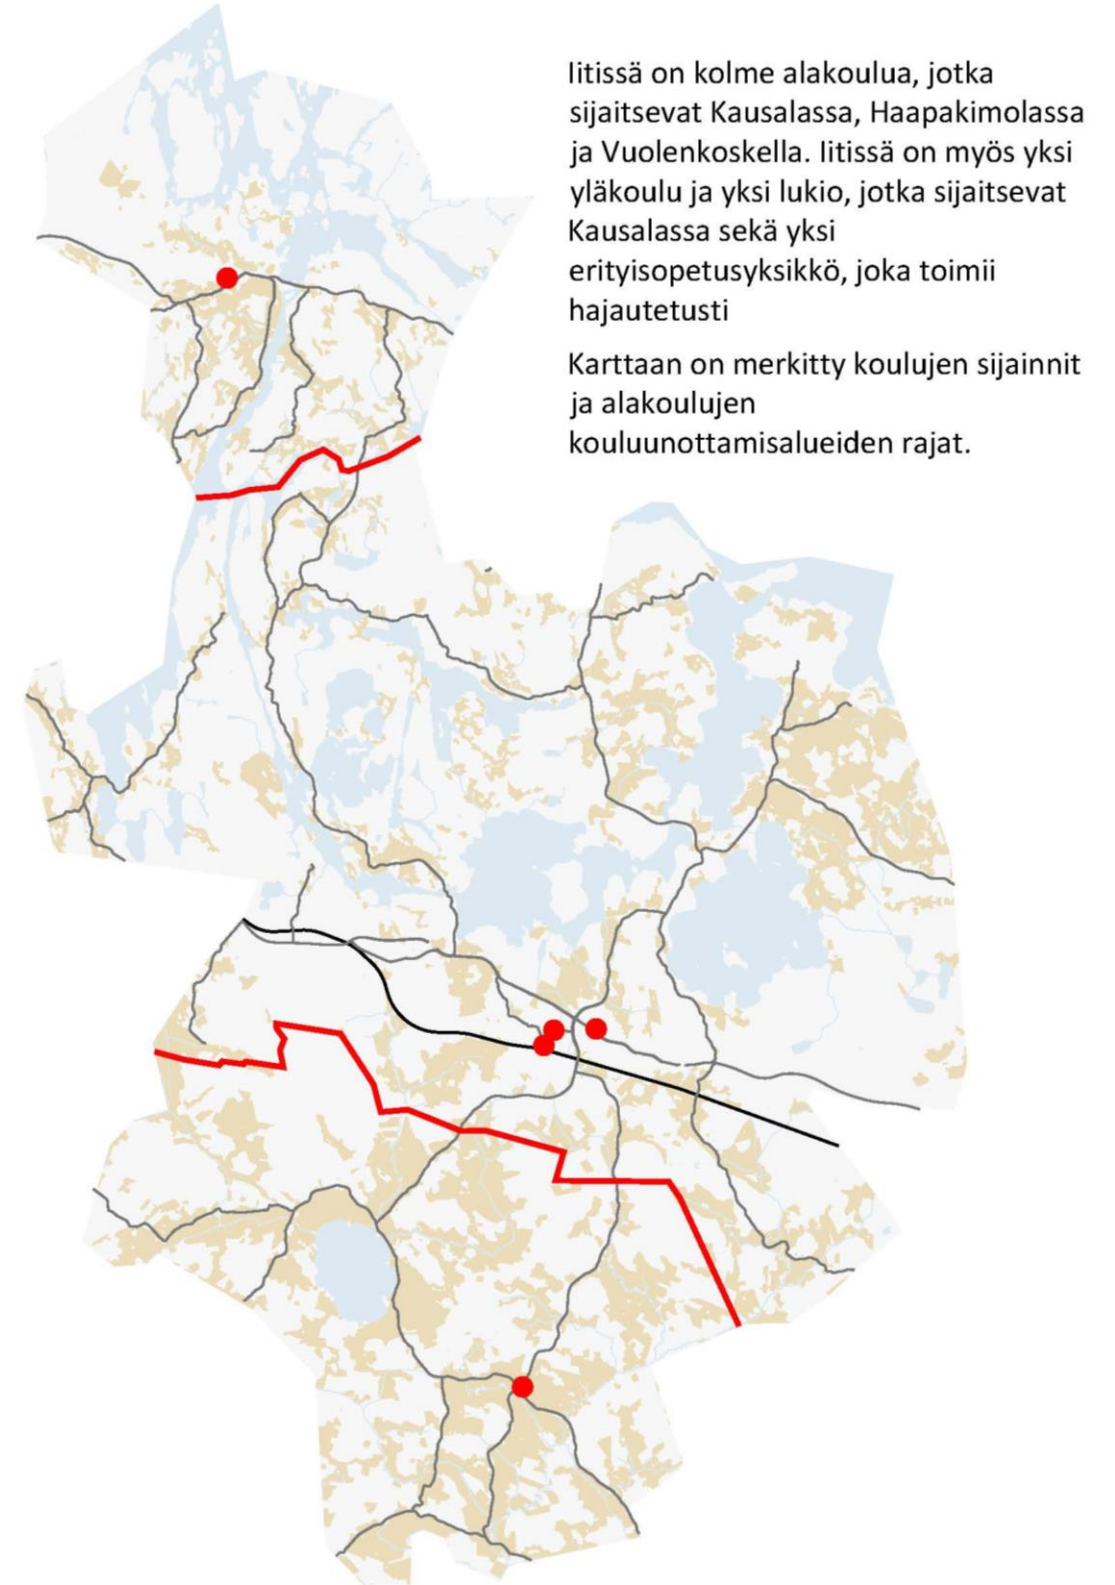 Iitissä on kolme alakoulua, jotka
sijaitsevat Kausalassa, Haapakimolassa
ja Vuolenkoskella. Iitissä on myös yksi
yläkoulu ja yksi lukio, jotka sijaitsevat
Kausalassa sekä yksi
erityisopetusyksikkö, joka toimii
hajautetusti
Karttaan on merkitty koulujen sijainnit
ja alakoulujen
kouluunottamisalueiden rajat.